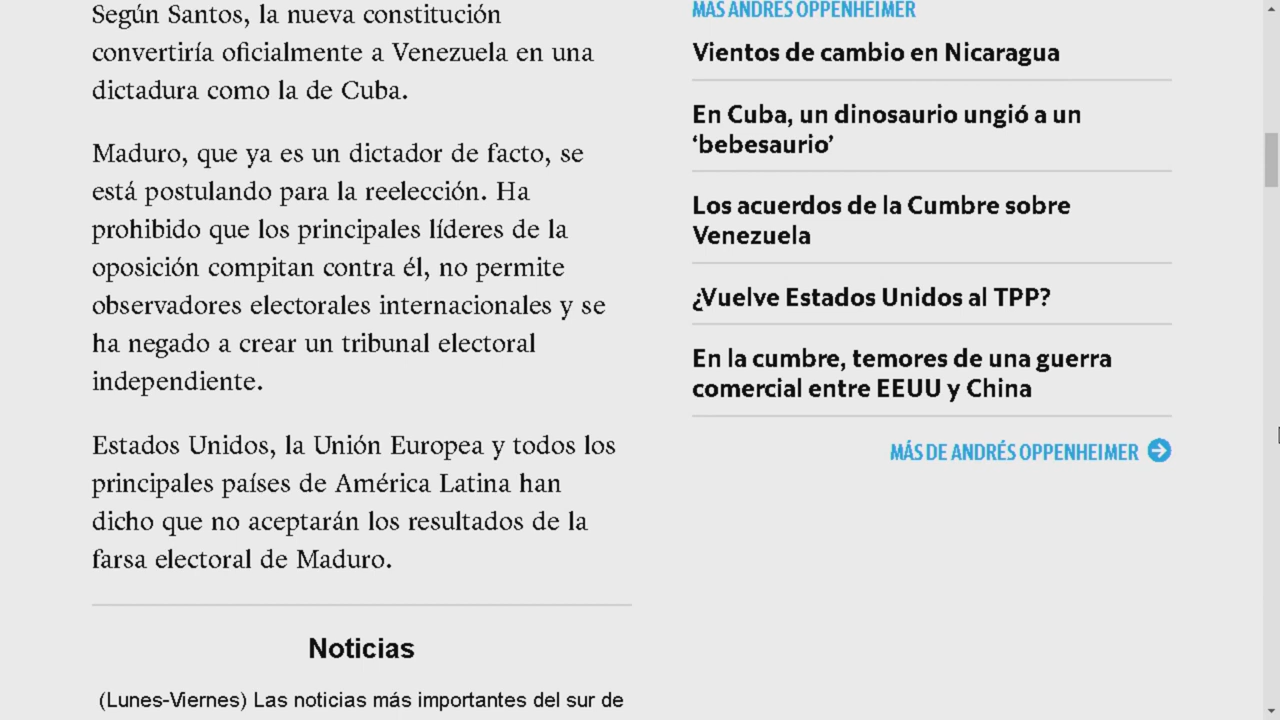 Según Santos, la nueva constitución
convertiría oficialmente a Venezuela en una
dictadura como la de Cuba.
Maduro, que ya es un dictador de facto, se
está postulando para la reelección. Ha
prohibido que los principales líderes de la
oposición compitan contra él, no permite
observadores electorales internacionales y se
ha negado a crear un tribunal electoral
independiente.
Estados Unidos, la Unión Europea y todos los
principales países de América Latina han
dicho que no aceptarán los resultados de la
farsa electoral de Maduro.
Noticias
(Lunes-Viernes) Las noticias más importantes del sur de
MÁS ANDRÉS OPPENHEIMER
Vientos de cambio en Nicaragua
En Cuba, un dinosaurio ungió a un
‘bebesaurio’
Los acuerdos de la Cumbre sobre
Venezuela
¿Vuelve Estados Unidos al TPP?
En la cumbre, temores de una guerra
comercial entre EEUU y China
MÁS DE ANDRÉS OPPENHEIMER